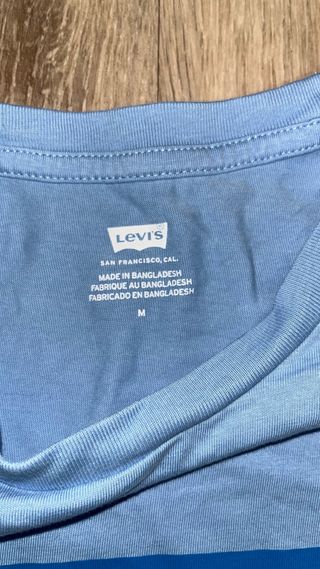 Levi's
SAN FRANCISCO, CAL.
MADE IN BANGLADESH
FABRIQUE AU BANGLADESH
FABRICADO EN BANGLADESH
M